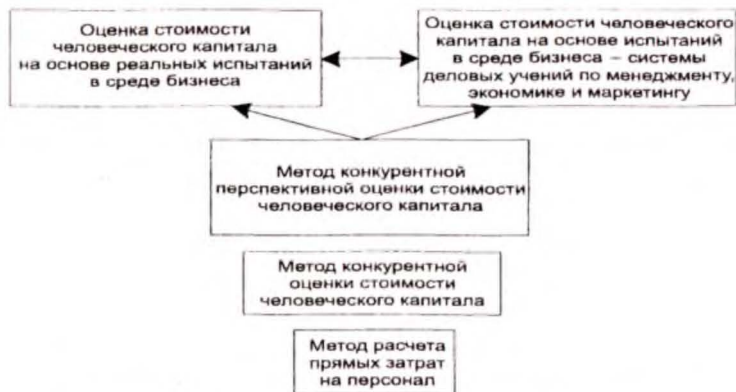 Оценка стоимости
человеческого капитала
на основе реальных испытаний
в среде бизнеса
Оценка стоимости человеческого
капитала на основе испытаний
в среде бизнеса – системы
деловых учений по менеджменту,
экономике и маркетингу
Метод конкурентной
перспективной оценки стоимости
человеческого капитала
Метод конкурентной
оценки стоимости
человеческого капитала
Метод расчета
прямых затрат
на персонал